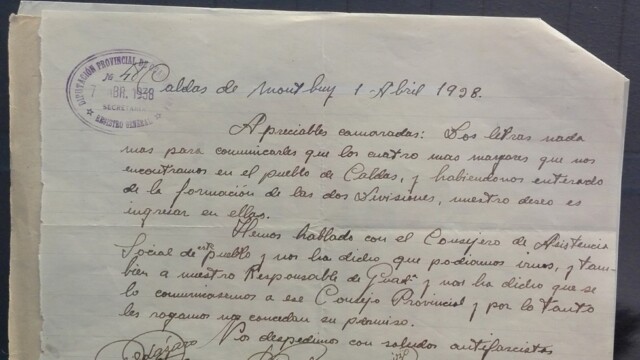 DIPUTACIÓN PROVINCIAL DE
No. 48
7 ABR. 1938
SECRETARIA
REGISTRO GENERAL
Caldas de Montbuy 1-Abril 1938.
Apreciables camaradas: Dos letras nada
mas para comunicarles que los cuatro mas mayores que nos
encontramos en el pueblo de Caldas, y habiendonos enterado
de la formación de las dos Divisiones, nuestro deseo es
ingresar en ellas.
Hemos hablado con el Consejero de Asistencia
Social de este pueblo y nos ha dicho que podiamos irnos, y tam-
bien a nuestro Responsable de y nos ha dicho que se
lo comunicasemos a ese Consejo Provincial y por lo tanto
les rogamos nos concedan su permiso.
Nos despedimos con saludos antifascistas